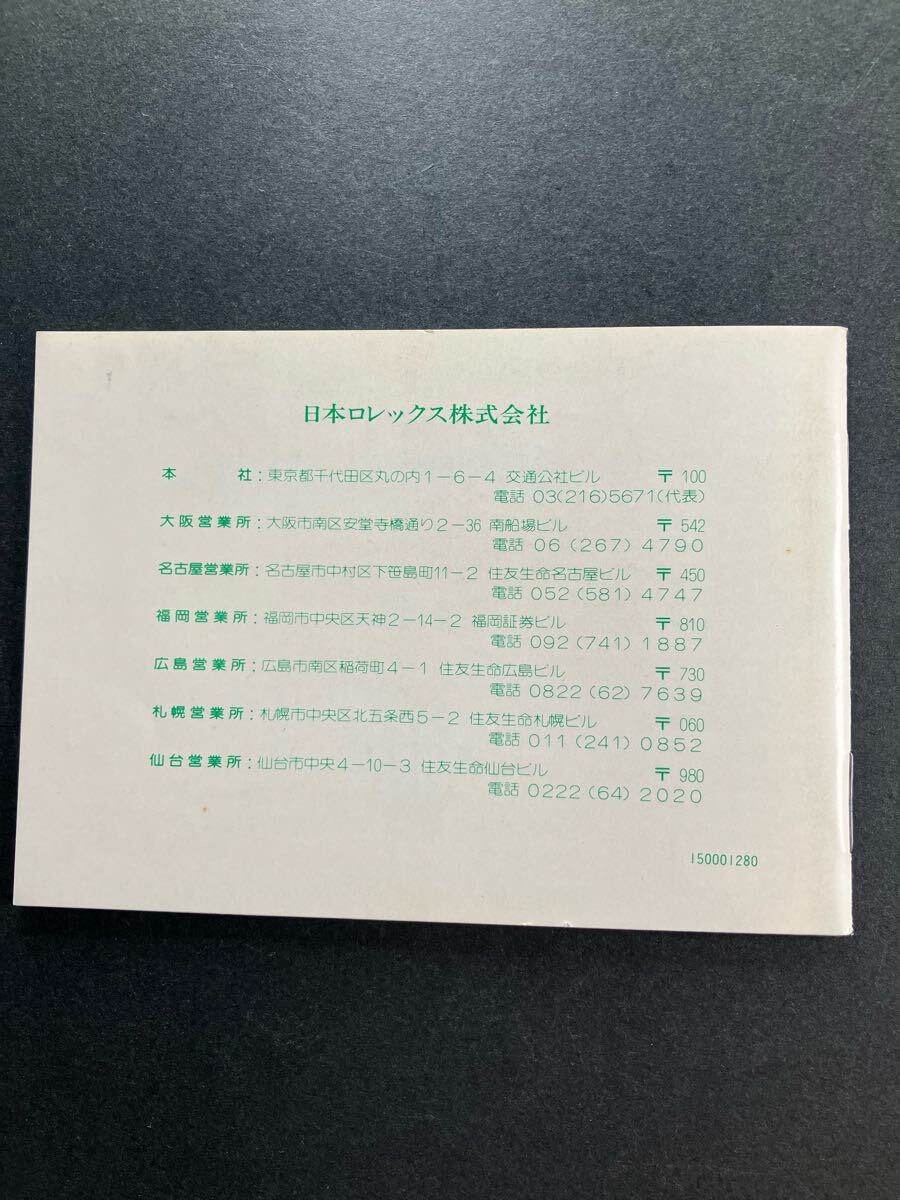 日本ロレックス株式会社
本社：東京都千代田区丸の内1-6-4 交通公社ビル 〒100
電話 03(216)5671(代表)
大阪営業所：大阪市南区安堂寺橋通り2-36 南船場ビル 〒542
電話 06(267)4790
名古屋営業所：名古屋市中村区下笹島町11-2 住友生命名古屋ビル 〒450
電話 052(581)4747
福岡営業所：福岡市中央区天神2-14-2 福岡証券ビル 〒810
電話 092(741)1887
広島営業所：広島市南区稲荷町4-1 住友生命広島ビル 〒730
電話 0822(62)7639
札幌営業所：札幌市中央区北五条西5-2 住友生命札幌ビル 〒060
電話 011(241)0852
仙台営業所：仙台市中央4-10-3 住友生命仙台ビル 〒980
電話 0222(64)2020
150001280